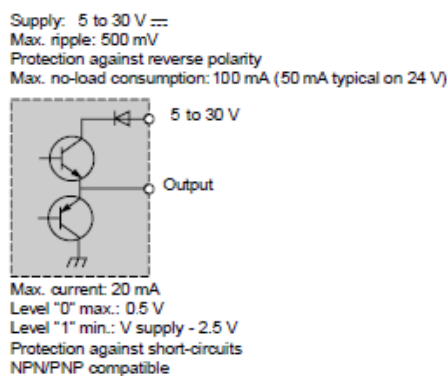 Supply: 5 to 30 V ⎓
Max. ripple: 500 mV
Protection against reverse polarity
Max. no-load consumption: 100 mA (50 mA typical on 24 V)
5 to 30 V
Output
Max. current: 20 mA
Level "0" max.: 0.5 V
Level "1" min.: V supply - 2.5 V
Protection against short-circuits
NPN/PNP compatible